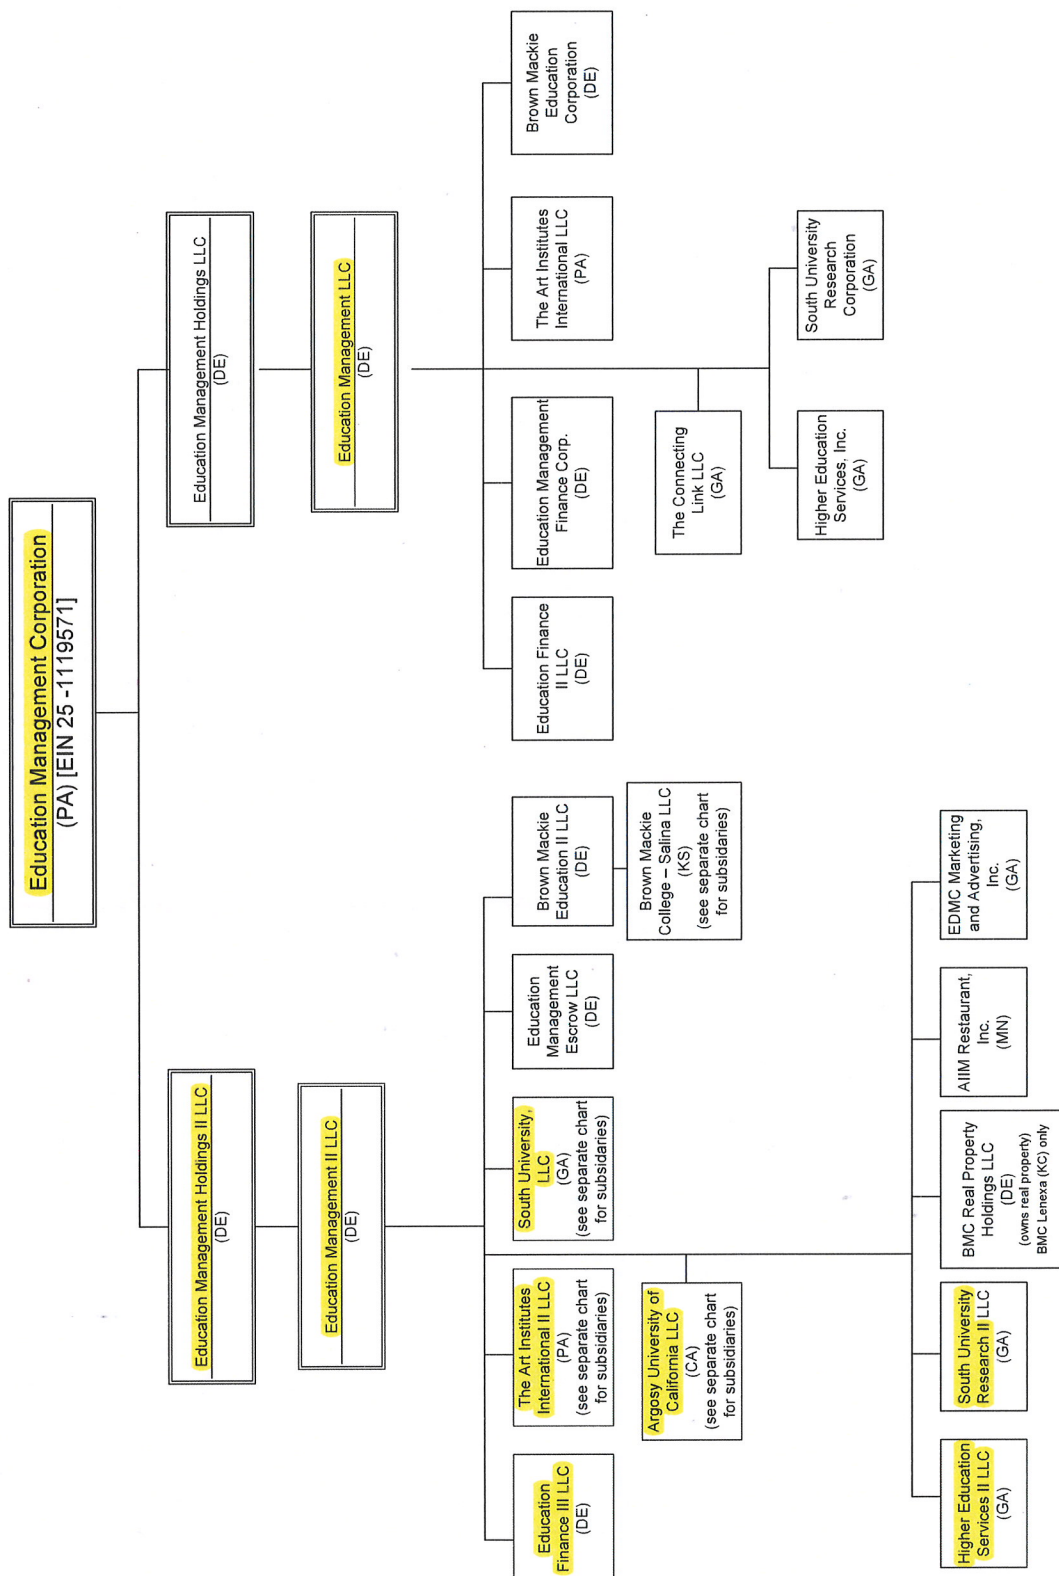 Education Management Corporation
(PA) [EIN 25 -1119571]
Education Management Holdings II LLC
(DE)
Education Management Holdings LLC
(DE)
Education Management II LLC
(DE)
Education Management LLC
(DE)
Education
Finance III LLC
(DE)
The Art Institutes
International II LLC
(PA)
(see separate chart
for subsidiaries)
South University,
LLC
(GA)
(see separate chart
for subsidiaries)
Education
Management
Escrow LLC
(DE)
Brown Mackie
Education II LLC
(DE)
Education Finance
II LLC
(DE)
Education Management
Finance Corp.
(DE)
The Art Institutes
International LLC
(PA)
Brown Mackie
Education
Corporation
(DE)
Argosy University of
California LLC
(CA)
(see separate chart
for subsidiaries)
Brown Mackie
College – Salina LLC
(KS)
(see separate chart
for subsidaries)
The Connecting
Link LLC
(GA)
Higher Education
Services, Inc.
(GA)
South University
Research
Corporation
(GA)
Higher Education
Services II LLC
(GA)
South University
Research II LLC
(GA)
BMC Real Property
Holdings LLC
(DE)
(owns real property)
BMC Lenexa (KC) only
AIIM Restaurant,
Inc.
(MN)
EDMC Marketing
and Advertising,
Inc.
(GA)